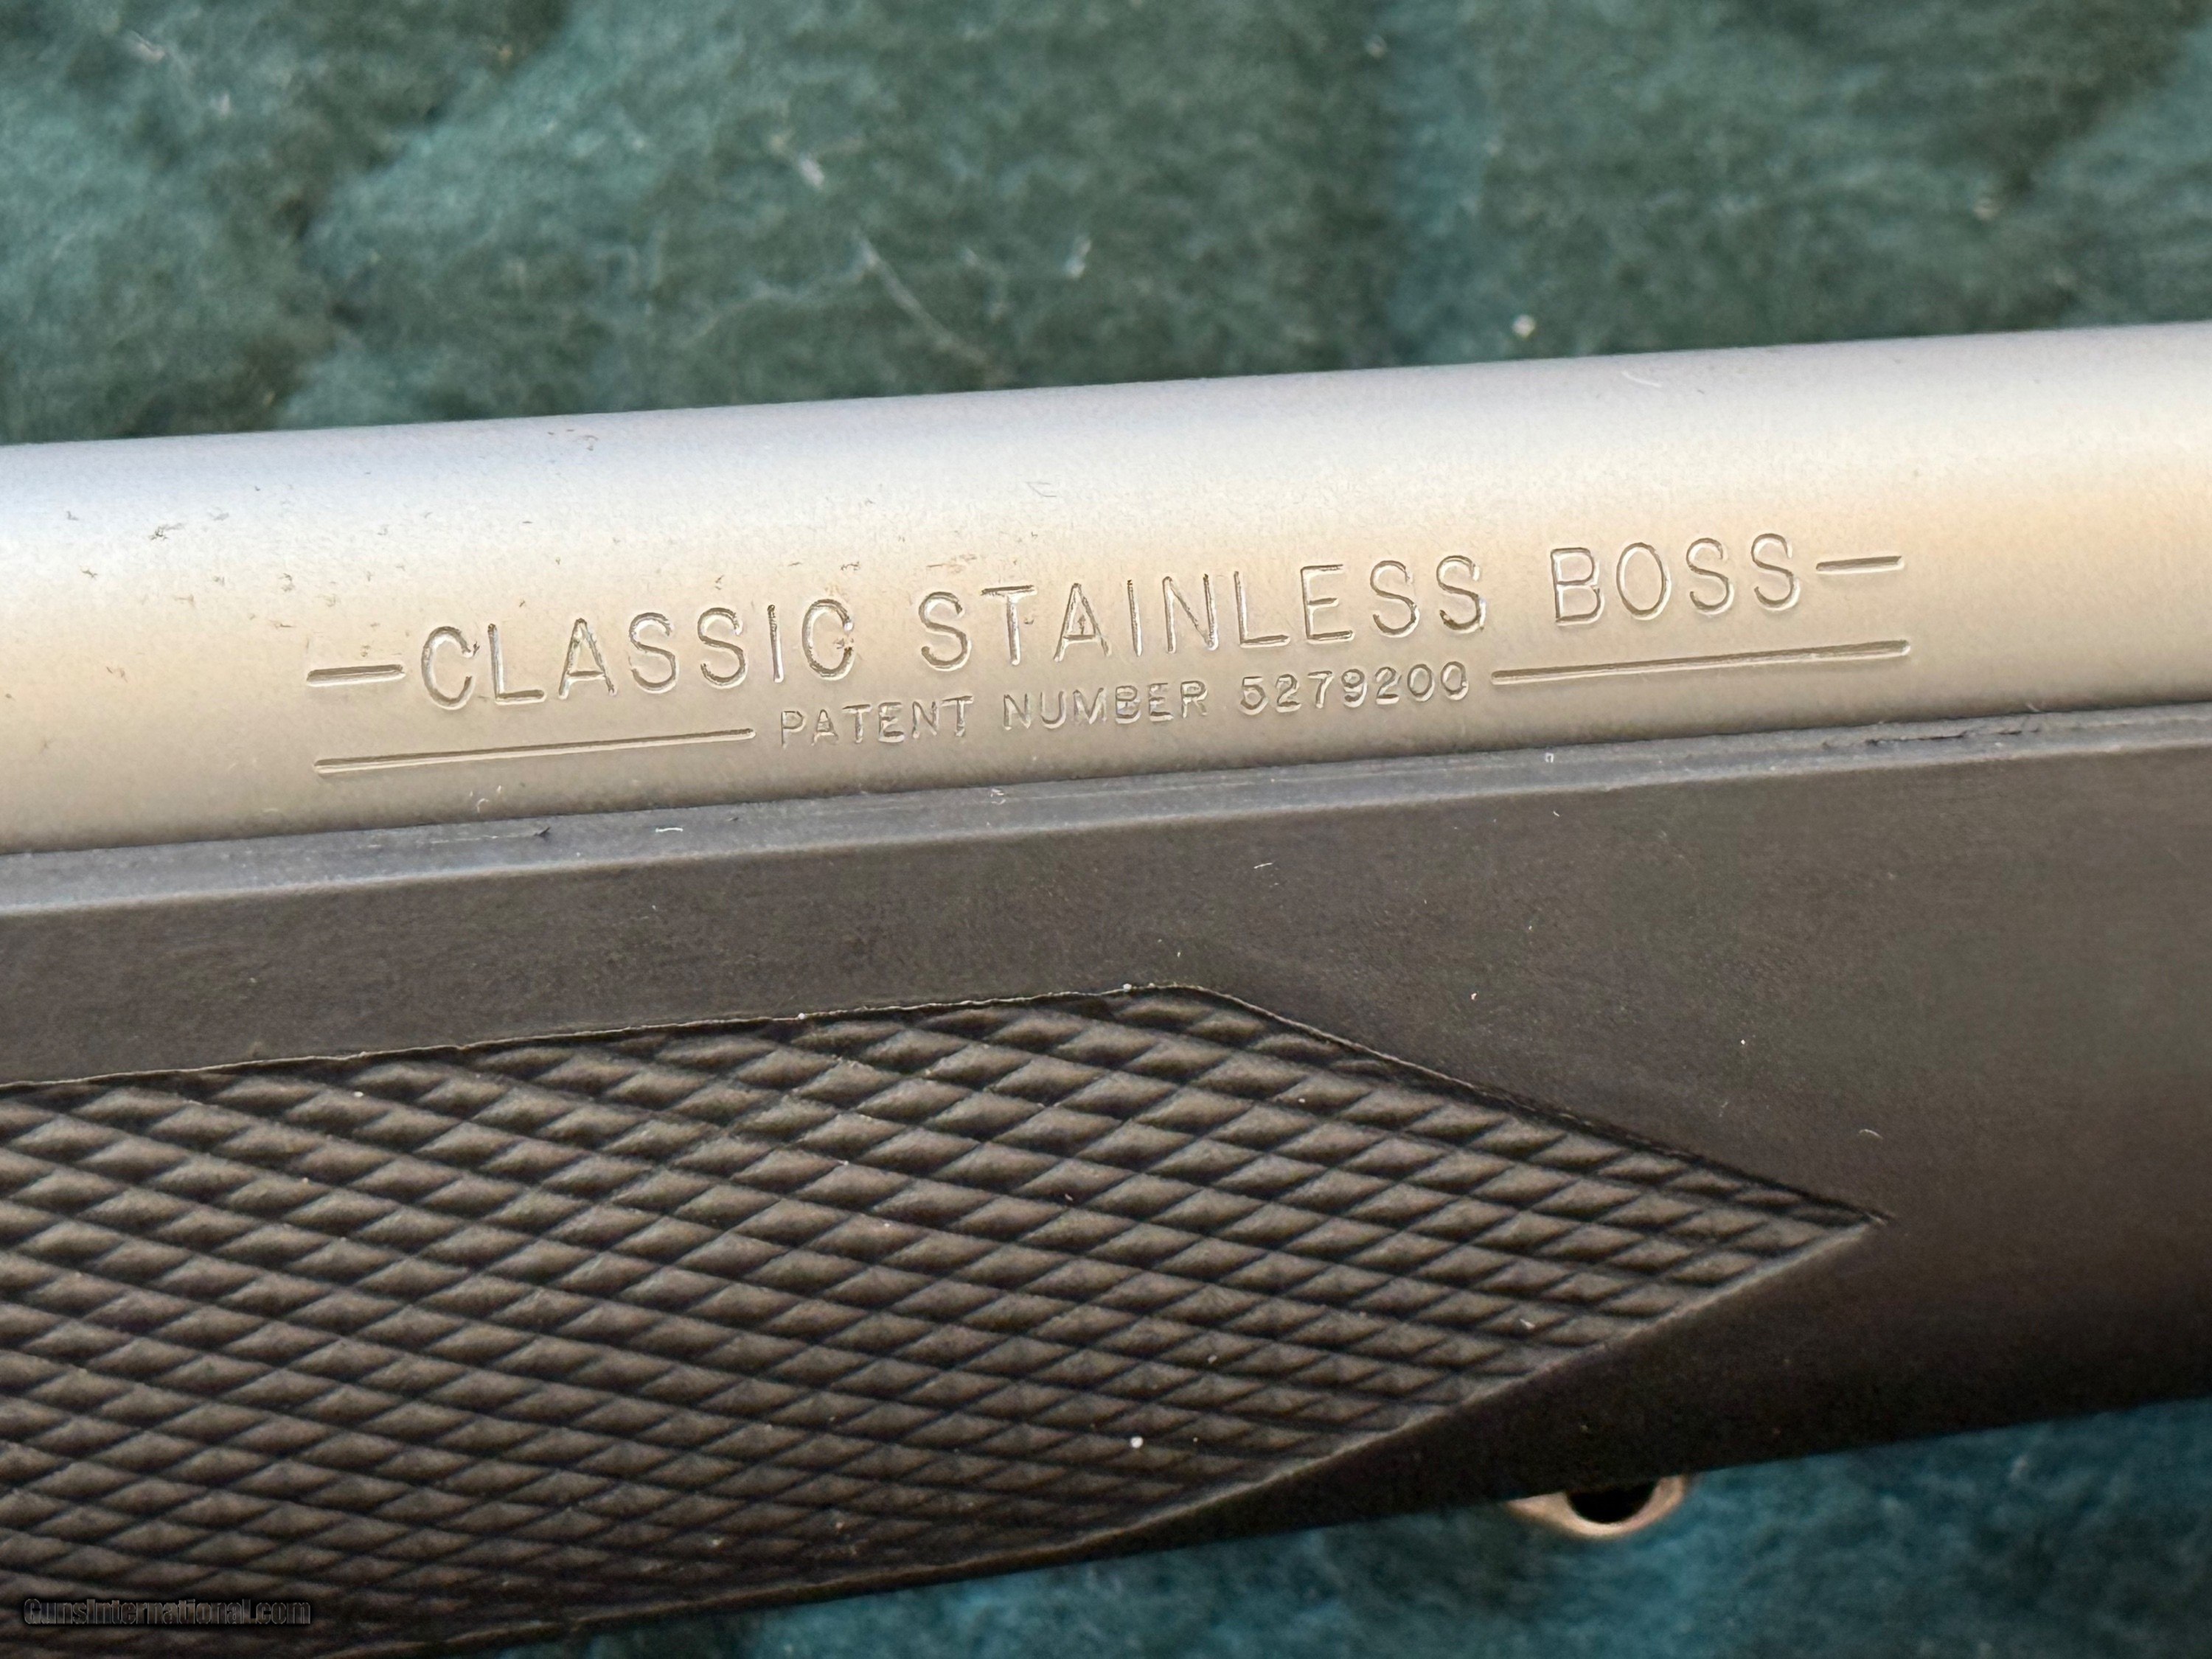 —CLASSIC STAINLESS BOSS—
PATENT NUMBER 5279200
GunsInternational.com